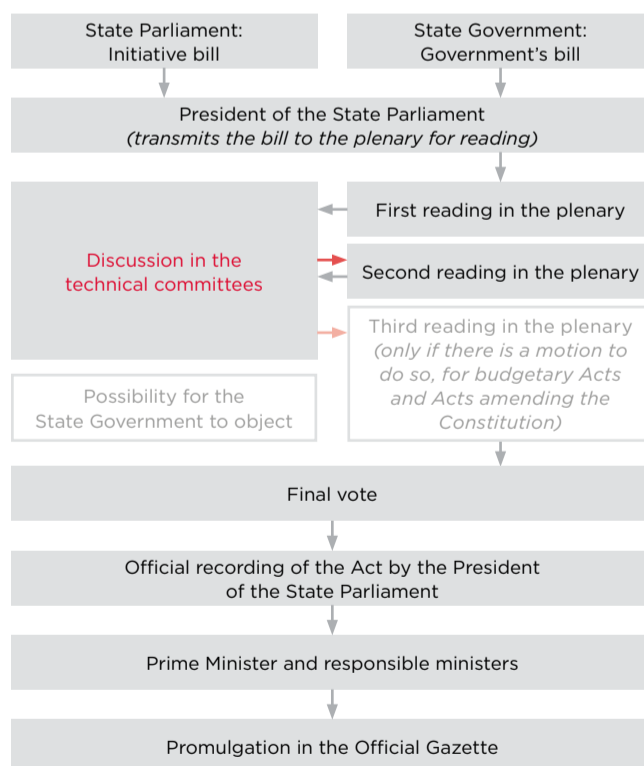 State Parliament:
Initiative bill
State Government:
Government’s bill
President of the State Parliament
(transmits the bill to the plenary for reading)
First reading in the plenary
Discussion in the
technical committees
Second reading in the plenary
Third reading in the plenary
(only if there is a motion to
do so, for budgetary Acts
and Acts amending the
Constitution)
Possibility for the
State Government to object
Final vote
Official recording of the Act by the President
of the State Parliament
Prime Minister and responsible ministers
Promulgation in the Official Gazette